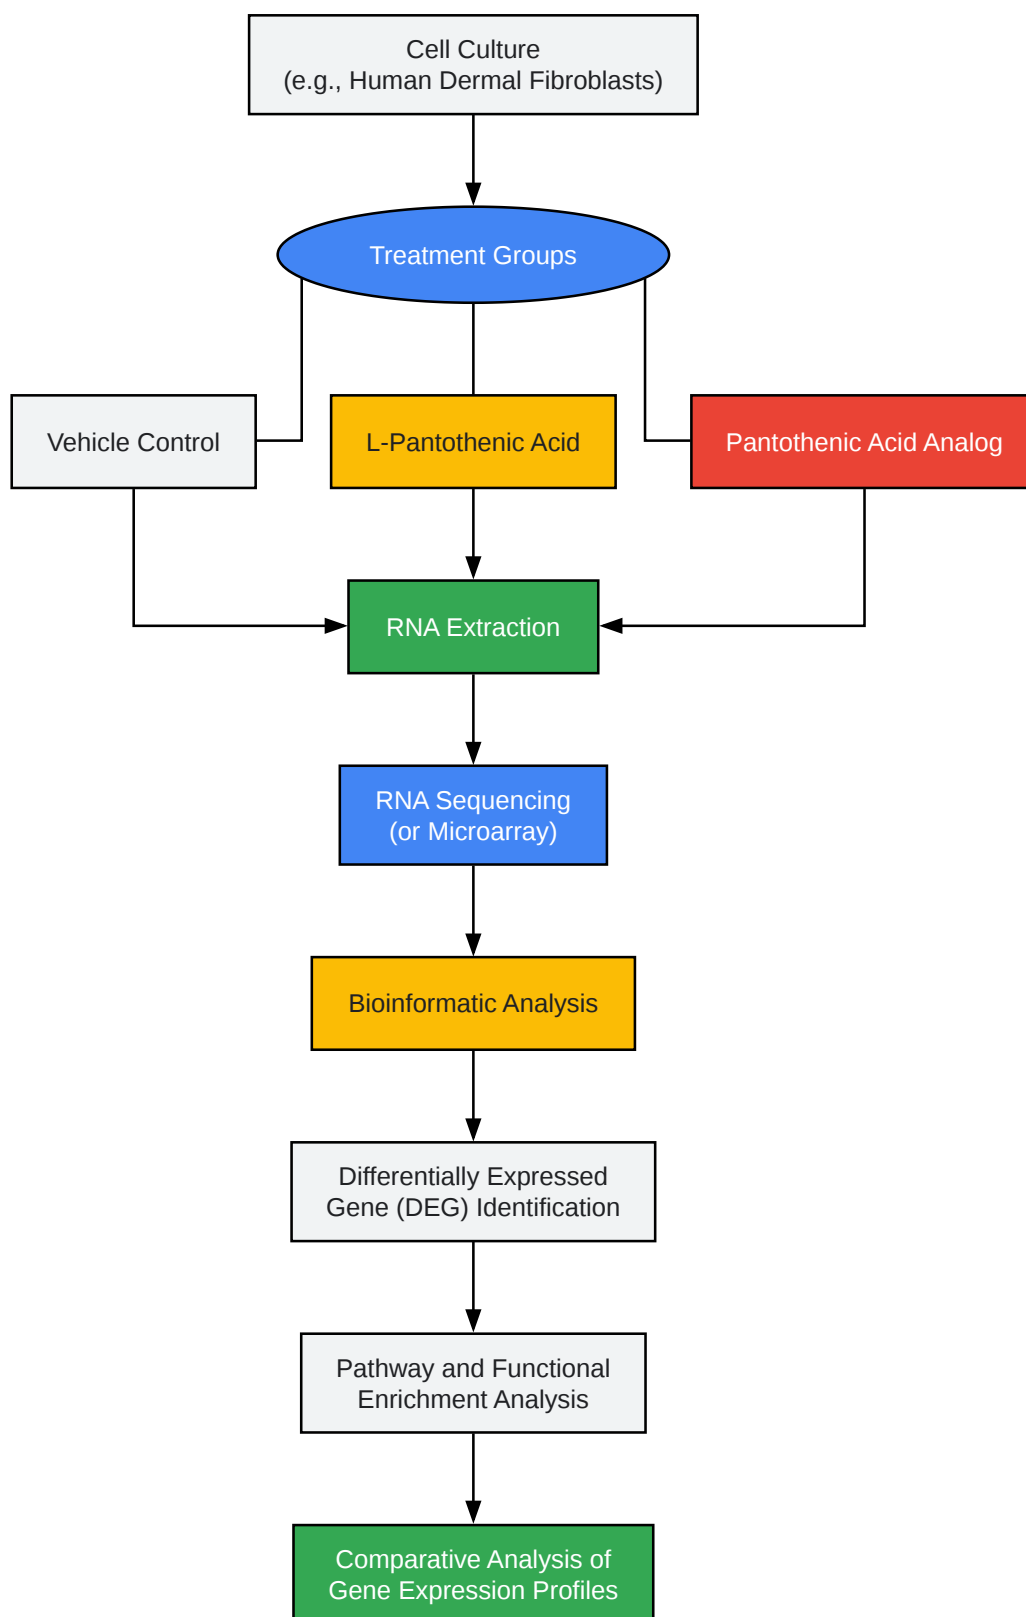 Cell Culture
(e.g., Human Dermal Fibroblasts)
Treatment Groups
Vehicle Control
L-Pantothenic Acid
Pantothenic Acid Analog
RNA Extraction
RNA Sequencing
(or Microarray)
Bioinformatic Analysis
Differentially Expressed
Gene (DEG) Identification
Pathway and Functional
Enrichment Analysis
Comparative Analysis of
Gene Expression Profiles